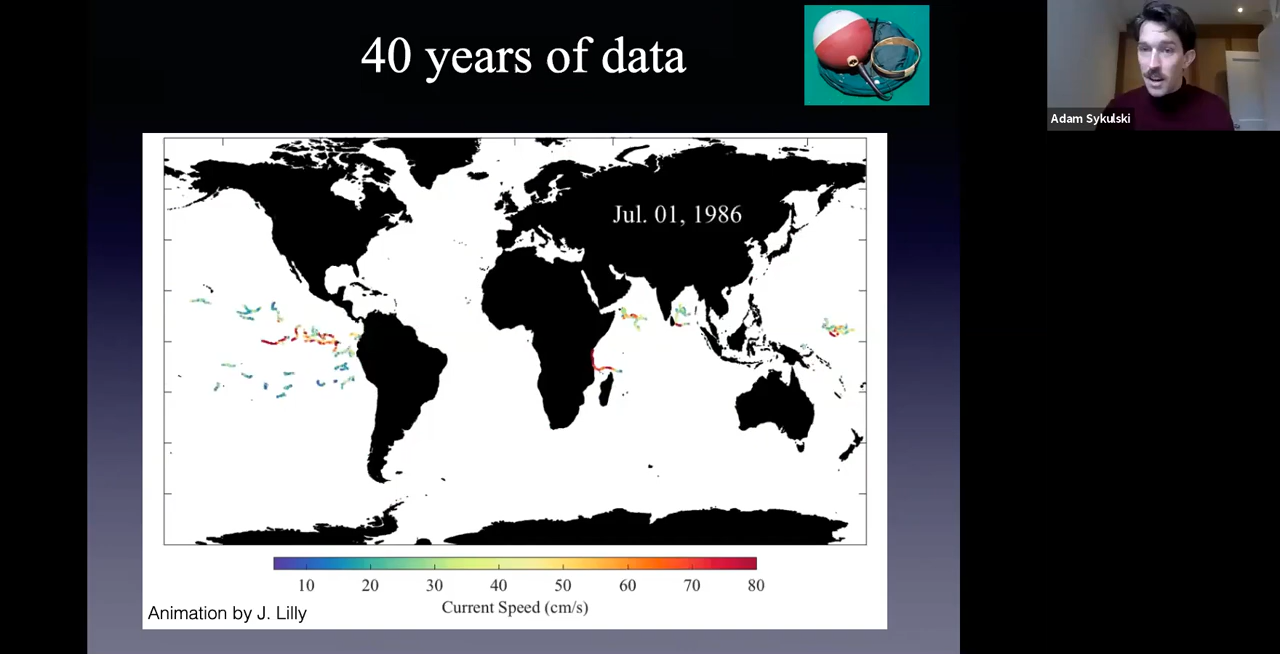 40 years of data
Adam Sykulski
Jul. 01, 1986
10 20 30 40 50 60 70 80
Current Speed (cm/s)
Animation by J. Lilly